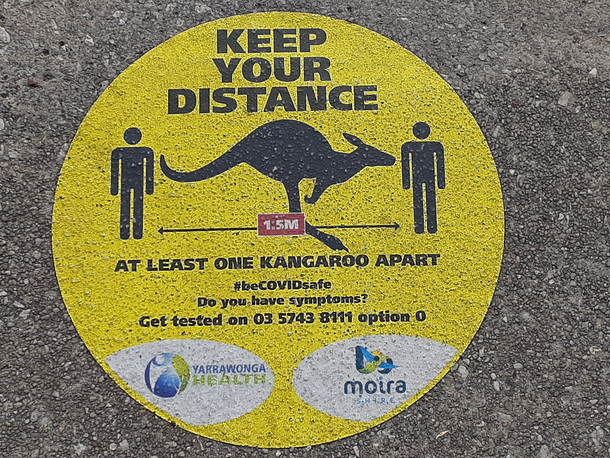 KEEP
YOUR
DISTANCE
1.5M
AT LEAST ONE KANGAROO APART
#beCOVIDsafe
Do you have symptoms?
Get tested on 03 5743 8111 option 0
YARRAWONGA
HEALTH
moira
SHIRE